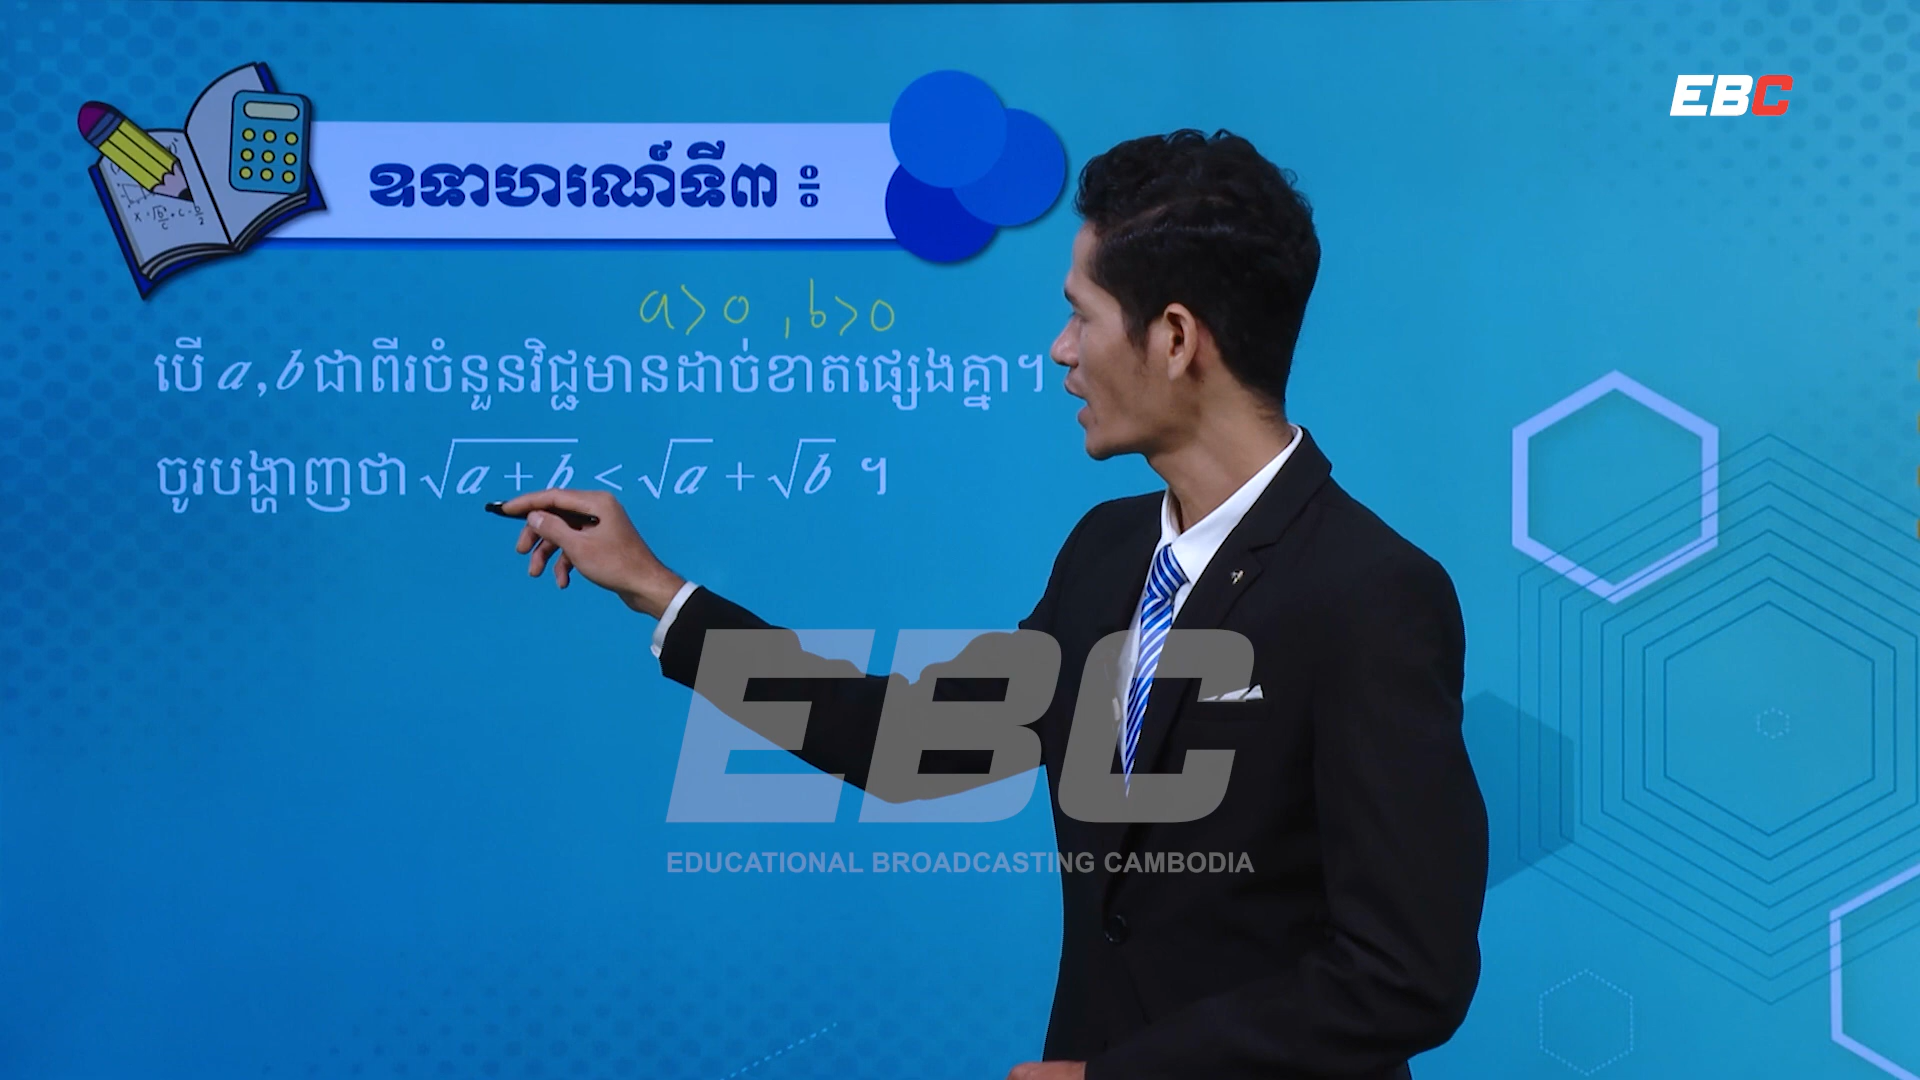 EBC
ឧទាហរណ៍ទី៣ ៖
a>0 , b>0
បើ a,b ជាពីរចំនួនវិជ្ជមានដាច់ខាតផ្សេងគ្នា។
ចូរបង្ហាញថា √(a + b) < √a + √b ។
EBC
EDUCATIONAL BROADCASTING CAMBODIA